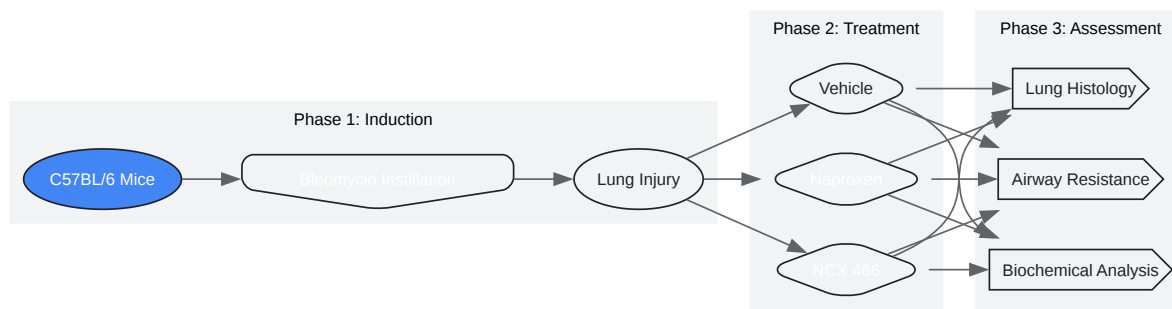 Phase 1: Induction
C57BL/6 Mice
Bleomycin Instillation
Lung Injury
Phase 2: Treatment
Vehicle
Naproxen
NCX 466
Phase 3: Assessment
Lung Histology
Airway Resistance
Biochemical Analysis